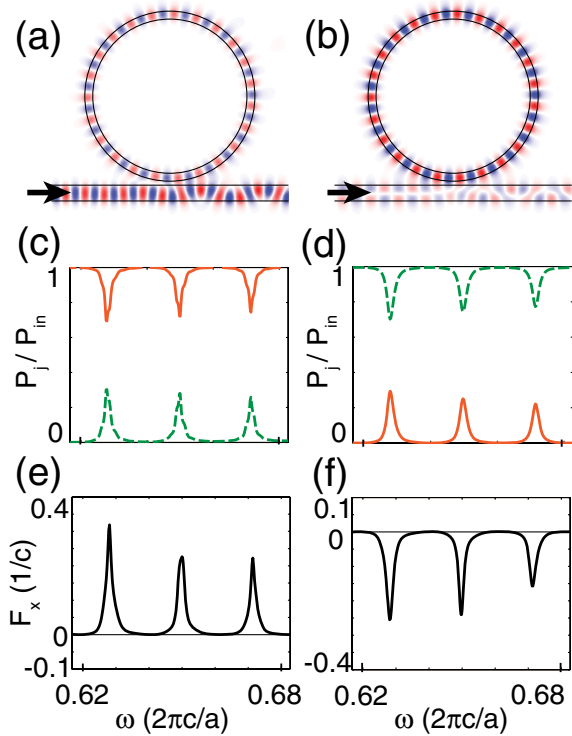 (a) (b)
(c) (d)
1 1
P_j / P_in P_j / P_in
0 0
(e) (f)
0.4 0.1
0
F_x (1/c)
0
-0.1 -0.4
0.62 0.68 0.62 0.68
ω (2πc/a) ω (2πc/a)